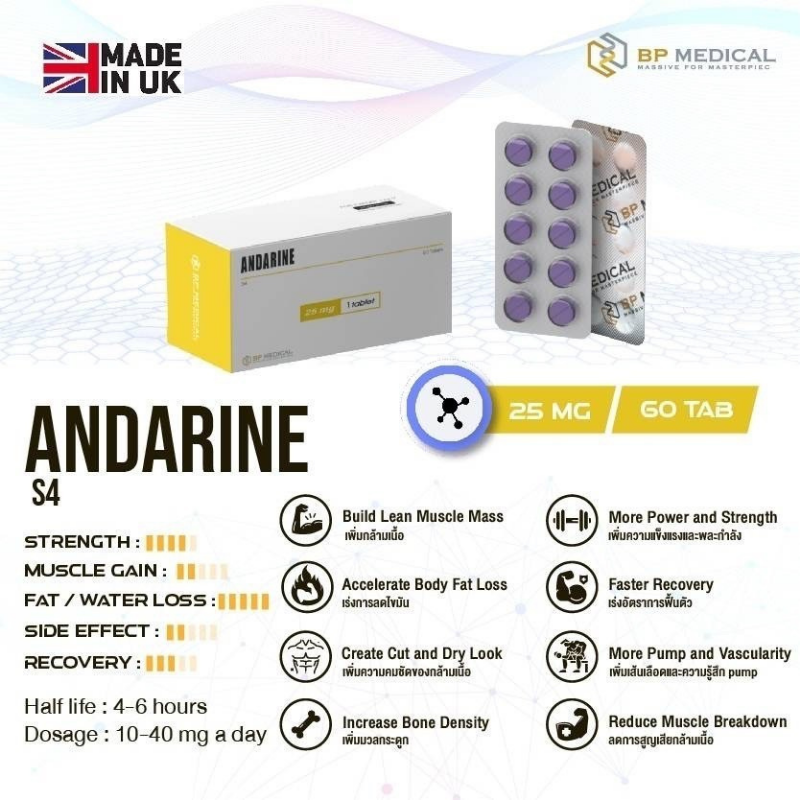 MADE
IN UK
BP MEDICAL
MASSIVE FOR MASTERPIEC
ANDARINE
S4
25 mg
1 tablet
BP MEDICAL
BP MEDICAL
MEDICAL
BP M
MEDICAL
BP M
25 MG
60 TAB
ANDARINE
S4
STRENGTH :
MUSCLE GAIN :
FAT / WATER LOSS :
SIDE EFFECT :
RECOVERY :
Half life : 4-6 hours
Dosage : 10-40 mg a day
Build Lean Muscle Mass
เพิ่มกล้ามเนื้อ
Accelerate Body Fat Loss
เร่งการลดไขมัน
Create Cut and Dry Look
เพิ่มความคมชัดของกล้ามเนื้อ
Increase Bone Density
เพิ่มมวลกระดูก
More Power and Strength
เพิ่มความแข็งแรงและพละกำลัง
Faster Recovery
เร่งอัตราการฟื้นตัว
More Pump and Vascularity
เพิ่มเส้นเลือดและความรู้สึก pump
Reduce Muscle Breakdown
ลดการสูญเสียกล้ามเนื้อ